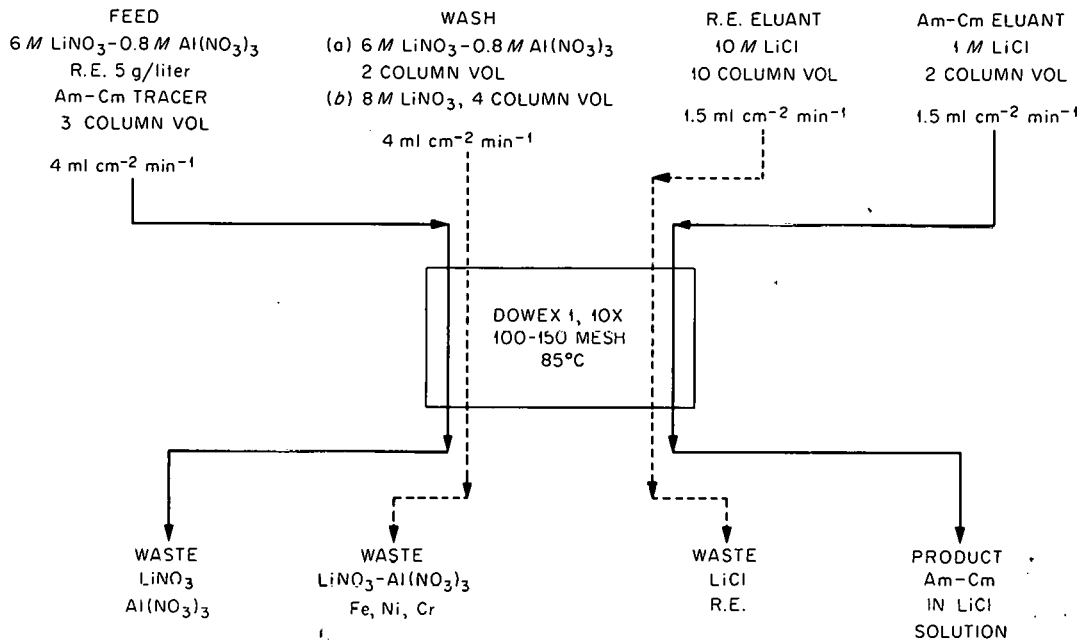 FEED
6 M LiNO₃–0.8 M Al(NO₃)₃
R.E. 5 g/liter
Am–Cm TRACER
3 COLUMN VOL
4 ml cm⁻² min⁻¹
WASH
(a) 6 M LiNO₃–0.8 M Al(NO₃)₃
2 COLUMN VOL
(b) 8 M LiNO₃, 4 COLUMN VOL
4 ml cm⁻² min⁻¹
R.E. ELUANT
10 M LiCl
10 COLUMN VOL
1.5 ml cm⁻² min⁻¹
Am–Cm ELUANT
1 M LiCl
2 COLUMN VOL
1.5 ml cm⁻² min⁻¹
DOWEX 1, 10X
100-150 MESH
85°C
WASTE
LiNO₃
Al(NO₃)₃
WASTE
LiNO₃–Al(NO₃)₃
Fe, Ni, Cr
WASTE
LiCl
R.E.
PRODUCT
Am–Cm
IN LiCl
SOLUTION